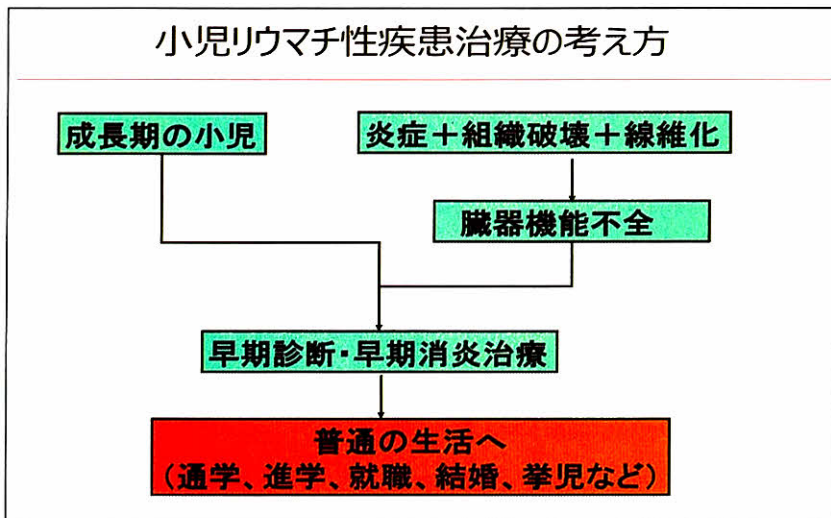 小児リウマチ性疾患治療の考え方
成長期の小児
炎症＋組織破壊＋線維化
臓器機能不全
早期診断・早期消炎治療
普通の生活へ
（通学、進学、就職、結婚、挙児など）